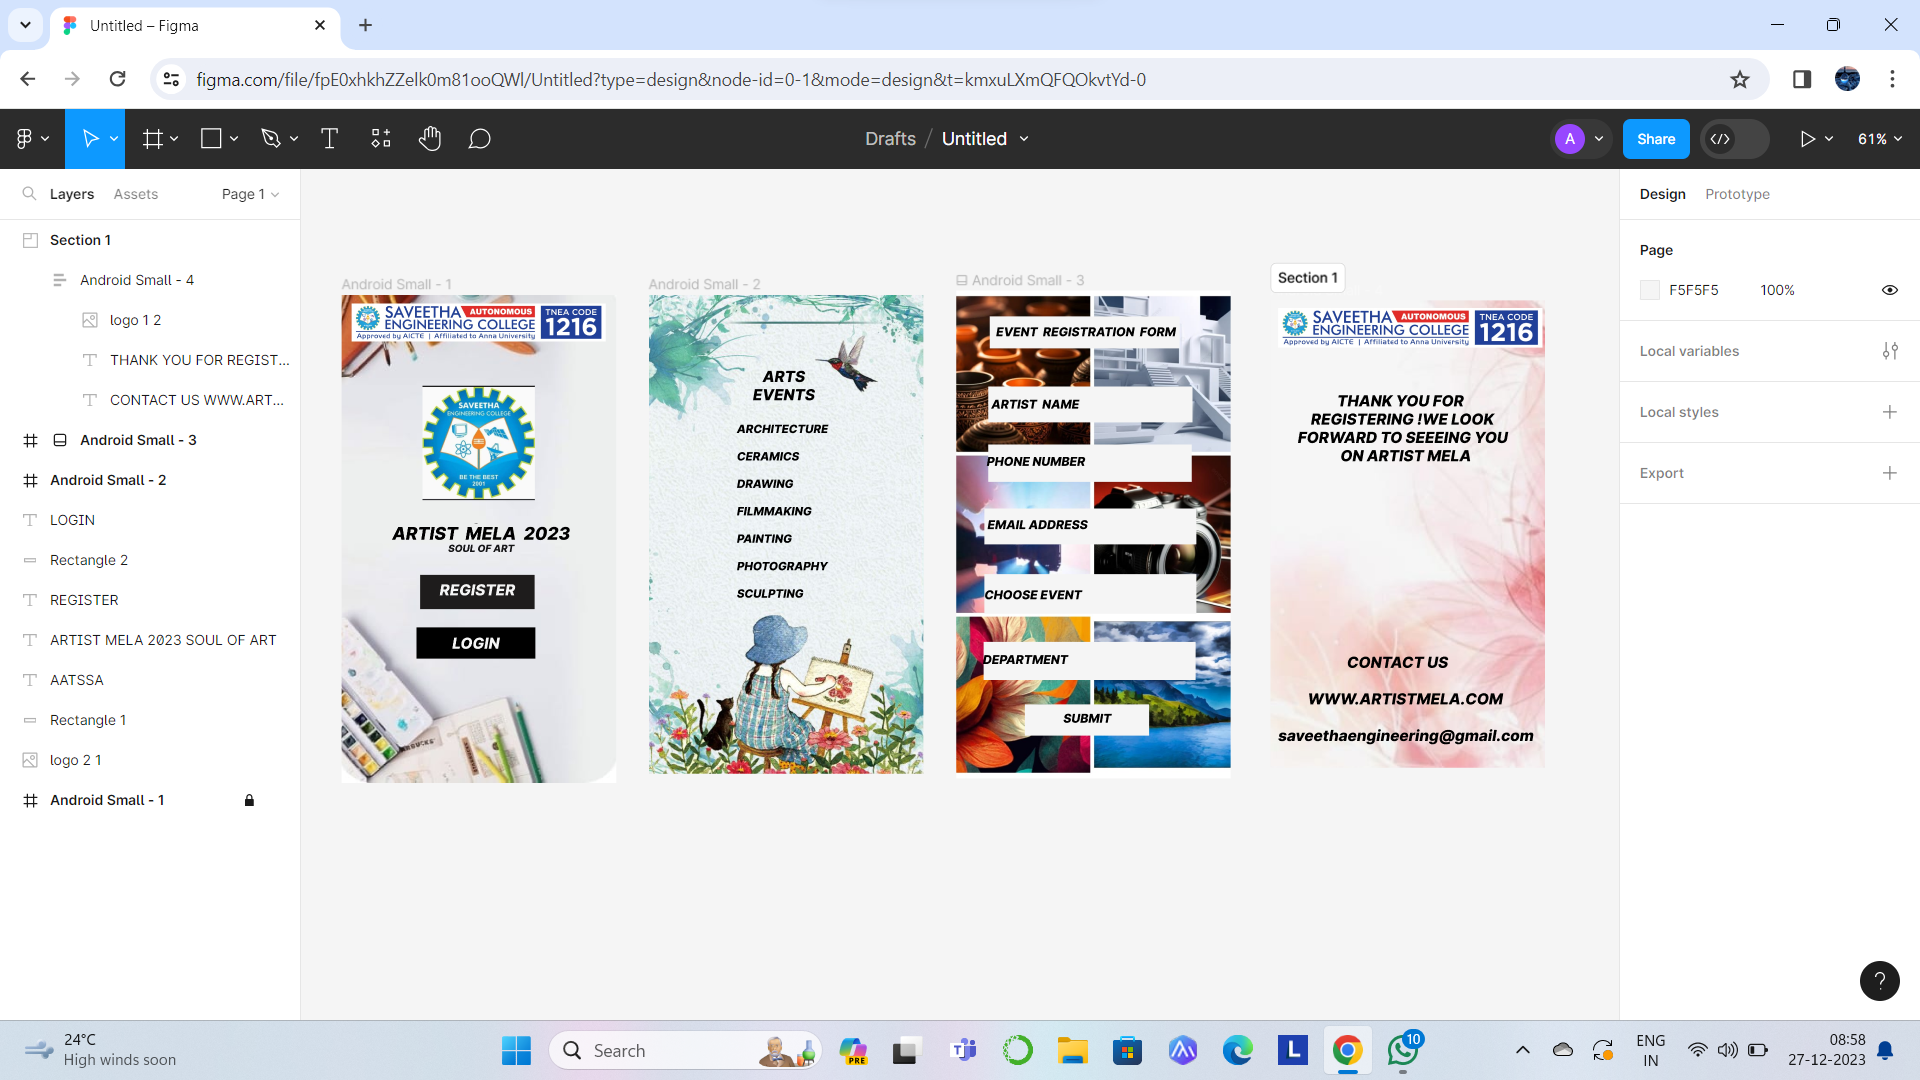 Untitled – Figma
figma.com/file/fpE0xhkhZZelk0m81ooQWl/Untitled?type=design&node-id=0-1&mode=design&t=kmxuLXmQFQOkvtYd-0
Drafts / Untitled
A
Share
61%
Layers
Assets
Page 1
Section 1
Android Small - 4
logo 1 2
THANK YOU FOR REGIST...
CONTACT US WWW.ART...
Android Small - 3
Android Small - 2
LOGIN
Rectangle 2
REGISTER
ARTIST MELA 2023 SOUL OF ART
AATSSA
Rectangle 1
logo 2 1
Android Small - 1
Android Small - 1
SAVEETHA AUTONOMOUS
ENGINEERING COLLEGE
Approved by AICTE | Affiliated to Anna University
TNEA CODE
1216
SAVEETHA
ENGINEERING COLLEGE
BE THE BEST
2001
ARTIST MELA 2023
SOUL OF ART
REGISTER
LOGIN
Android Small - 2
ARTS
EVENTS
ARCHITECTURE
CERAMICS
DRAWING
FILMMAKING
PAINTING
PHOTOGRAPHY
SCULPTING
Android Small - 3
EVENT REGISTRATION FORM
ARTIST NAME
PHONE NUMBER
EMAIL ADDRESS
CHOOSE EVENT
DEPARTMENT
SUBMIT
Section 1
SAVEETHA AUTONOMOUS
ENGINEERING COLLEGE
Approved by AICTE | Affiliated to Anna University
TNEA CODE
1216
THANK YOU FOR
REGISTERING !WE LOOK
FORWARD TO SEEEING YOU
ON ARTIST MELA
CONTACT US
WWW.ARTISTMELA.COM
saveethaengineering@gmail.com
Design
Prototype
Page
F5F5F5
100%
Local variables
Local styles
Export
?
24°C
High winds soon
Search
PRE
L
10
ENG
IN
08:58
27-12-2023